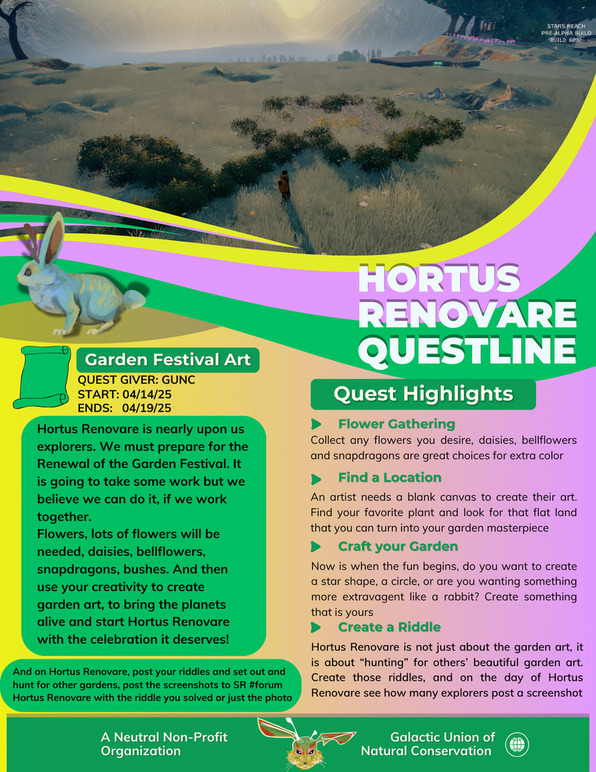 STARS REACH
PRE-ALPHA BUILD
HORTUS
RENOVARE
QUESTLINE
Garden Festival Art
QUEST GIVER: GUNC
START: 04/14/25
ENDS: 04/19/25
Hortus Renovare is nearly upon us
explorers. We must prepare for the
Renewal of the Garden Festival. It
is going to take some work but we
believe we can do it, if we work
together.
Flowers, lots of flowers will be
needed, daisies, bellflowers,
snapdragons, bushes. And then
use your creativity to create
garden art, to bring the planets
alive and start Hortus Renovare
with the celebration it deserves!
And on Hortus Renovare, post your riddles and set out and
hunt for other gardens, post the screenshots to SR #forum
Hortus Renovare with the riddle you solved or just the photo
Quest Highlights
Flower Gathering
Collect any flowers you desire, daisies, bellflowers
and snapdragons are great choices for extra color
Find a Location
An artist needs a blank canvas to create their art.
Find your favorite plant and look for that flat land
that you can turn into your garden masterpiece
Craft your Garden
Now is when the fun begins, do you want to create
a star shape, a circle, or are you wanting something
more extravagent like a rabbit? Create something
that is yours
Create a Riddle
Hortus Renovare is not just about the garden art, it
is about “hunting” for others’ beautiful garden art.
Create those riddles, and on the day of Hortus
Renovare see how many explorers post a screenshot
A Neutral Non-Profit
Organization
Galactic Union of
Natural Conservation